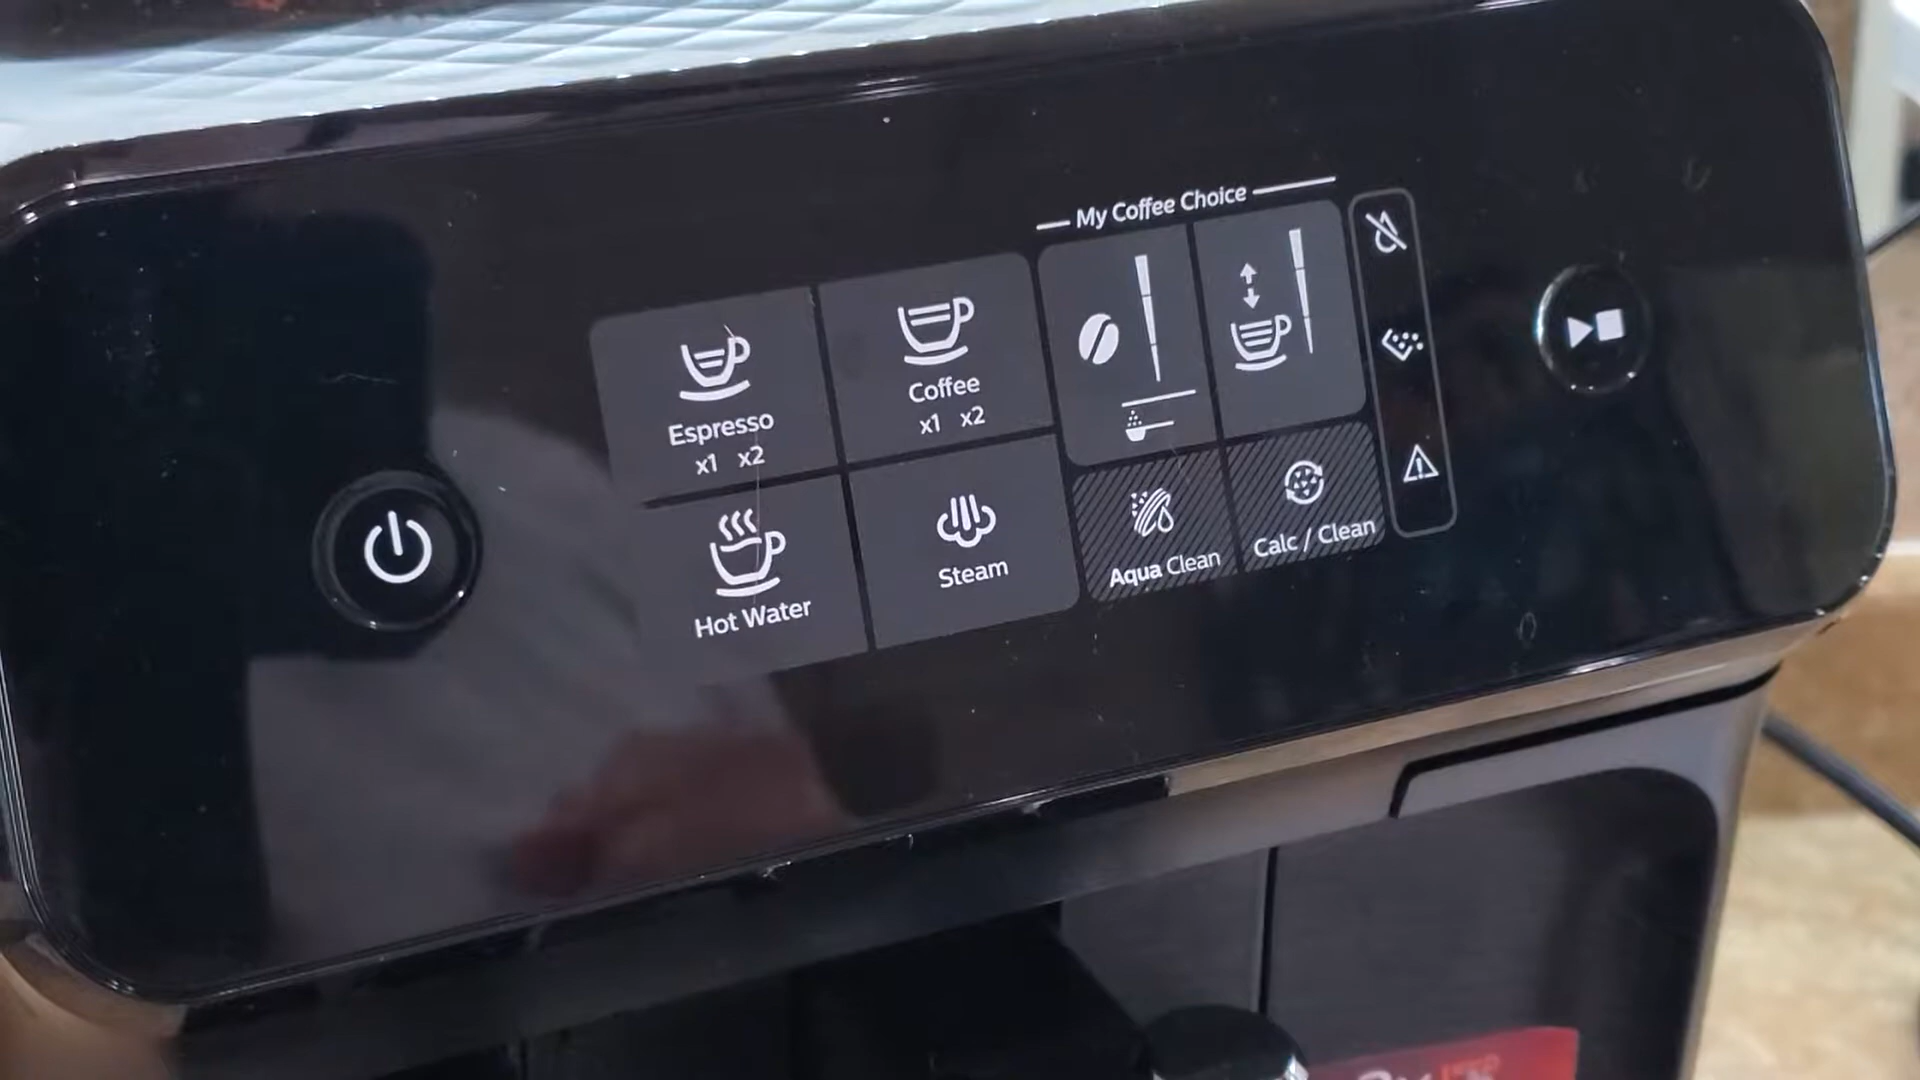 My Coffee Choice
Espresso
x1 x2
Coffee
x1 x2
Hot Water
Steam
Aqua Clean
Calc / Clean